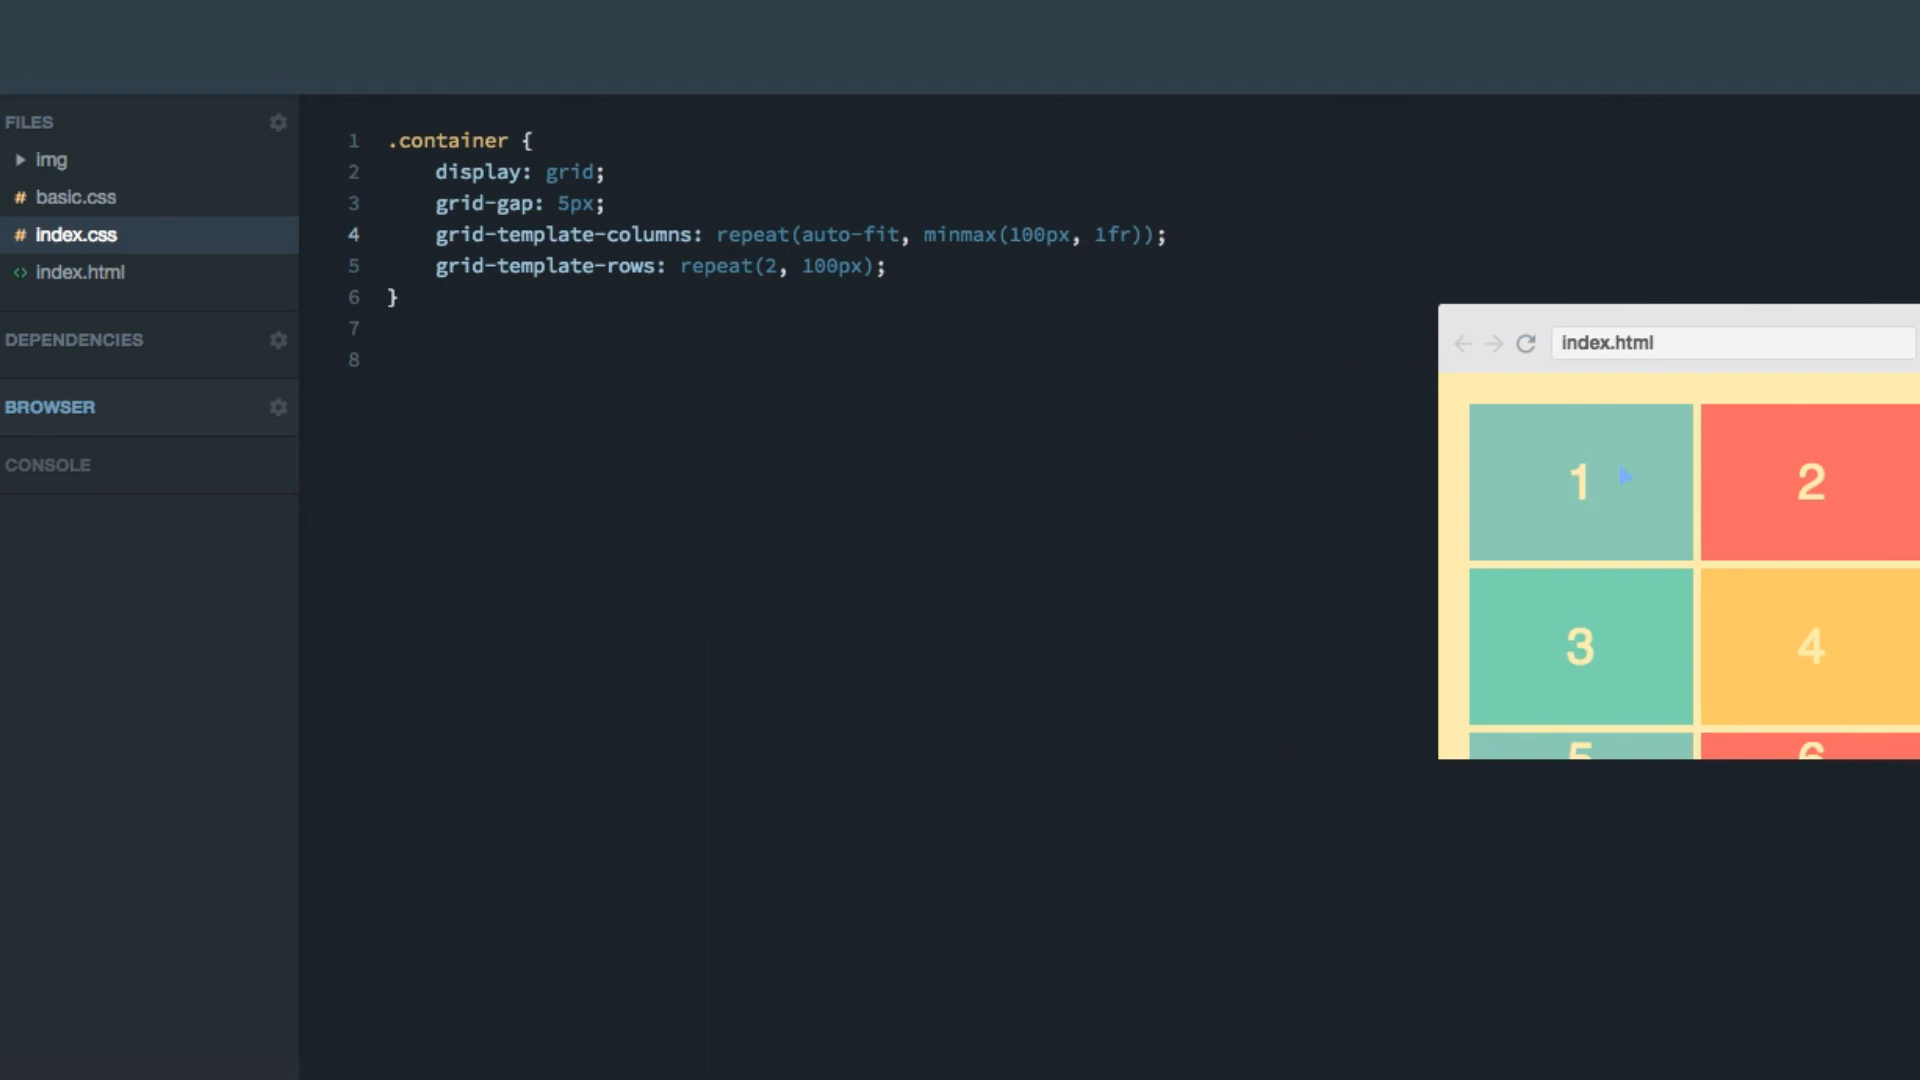 FILES
img
# basic.css
# index.css
<> index.html
DEPENDENCIES
BROWSER
CONSOLE
1 .container {
2     display: grid;
3     grid-gap: 5px;
4     grid-template-columns: repeat(auto-fit, minmax(100px, 1fr));
5     grid-template-rows: repeat(2, 100px);
6 }
7
8
index.html
1 2
3 4
5 6